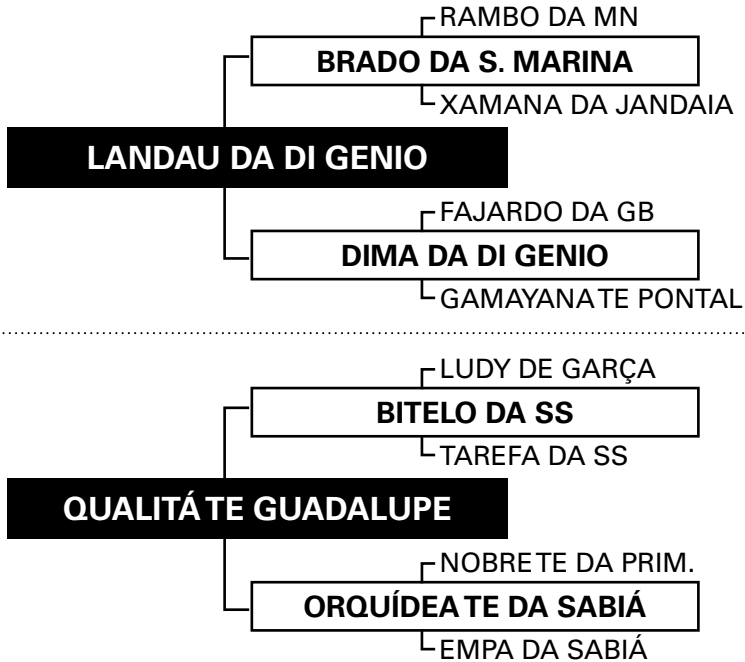 RAMBO DA MN
BRADO DA S. MARINA
XAMANA DA JANDAIA
LANDAU DA DI GENIO
FAJARDO DA GB
DIMA DA DI GENIO
GAMAYANA TE PONTAL
LUDY DE GARÇA
BITELO DA SS
TAREFA DA SS
QUALITÁ TE GUADALUPE
NOBRE TE DA PRIM.
ORQUÍDEA TE DA SABIÁ
EMPA DA SABIÁ